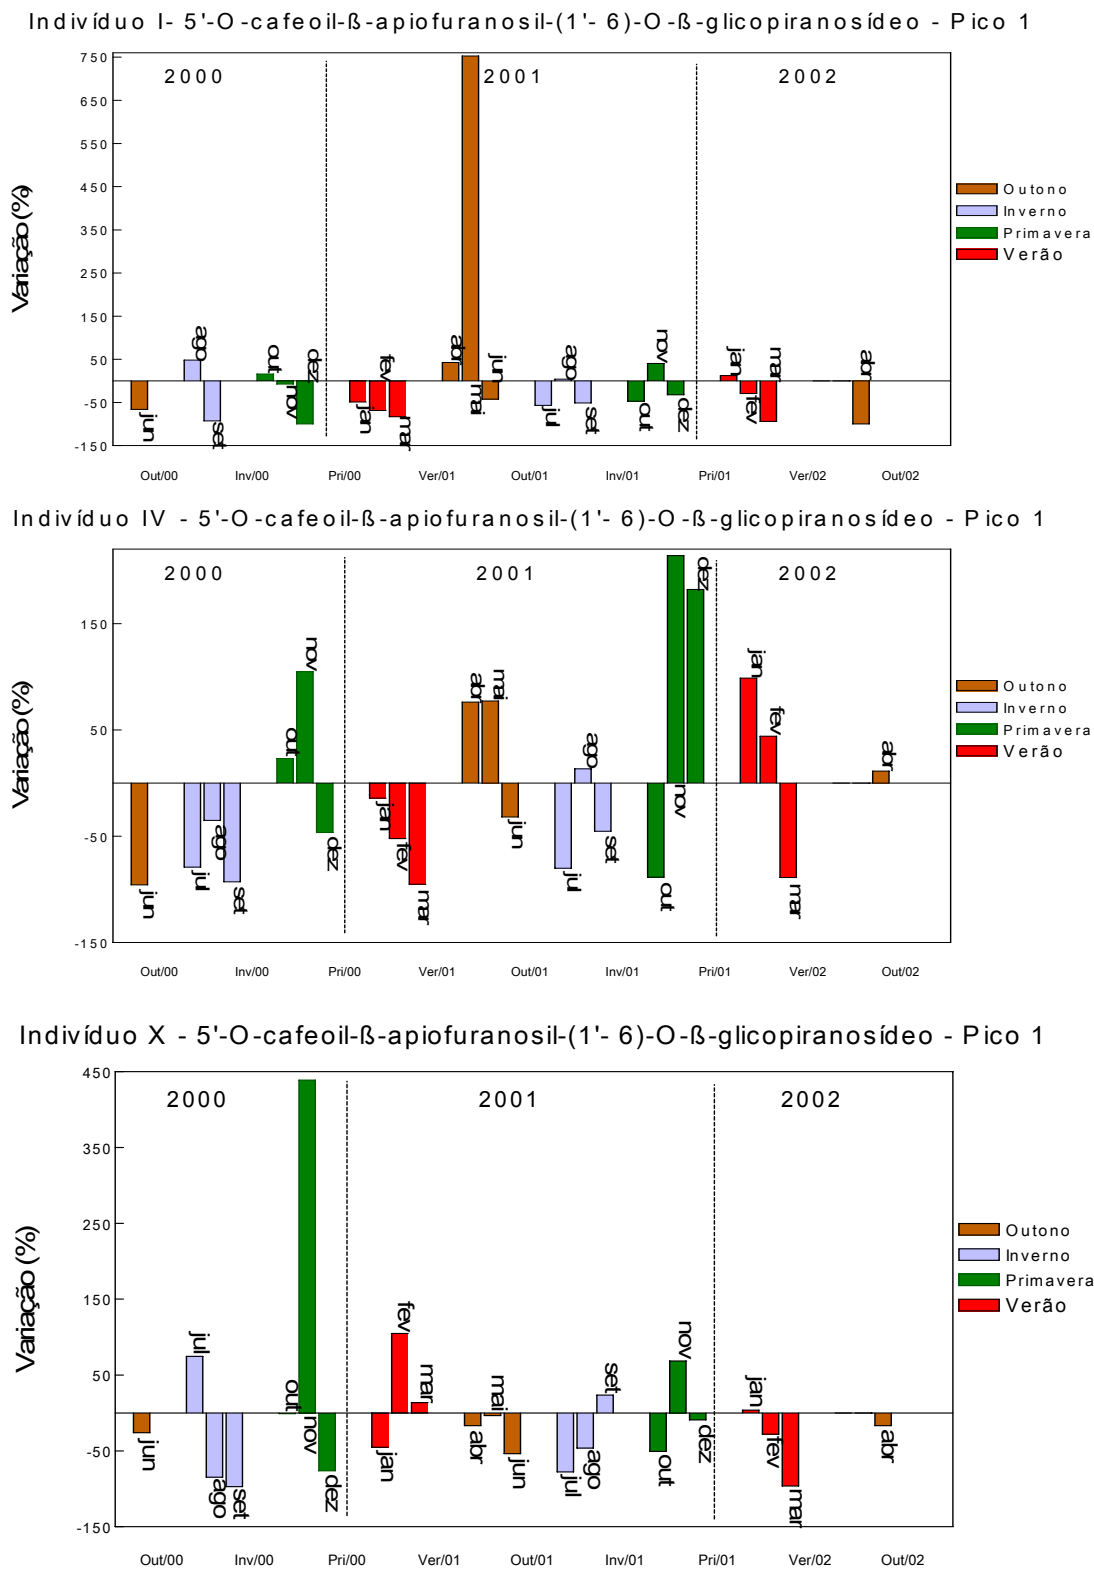 Indivíduo I- 5'-O-cafeoil-ß-apiofuranosil-(1'- 6)-O-ß-glicopiranosídeo - Pico 1
750
650
550
450
350
250
150
50
-50
-150
Variação(%)
2000
2001
2002
jun
ago
set
out
nov
dez
jan
fev
mar
abr
mai
jun
jul
ago
set
out
nov
dez
jan
fev
mar
abr
Out/00
Inv/00
Pri/00
Ver/01
Out/01
Inv/01
Pri/01
Ver/02
Out/02
Outono
Inverno
Primavera
Verão
Indivíduo IV - 5'-O-cafeoil-ß-apiofuranosil-(1'- 6)-O-ß-glicopiranosídeo - Pico 1
150
50
-50
-150
Variação(%)
2000
2001
2002
jun
jul
ago
set
out
nov
dez
jan
fev
mar
abr
mai
jun
jul
ago
set
out
nov
dez
jan
fev
mar
abr
Out/00
Inv/00
Pri/00
Ver/01
Out/01
Inv/01
Pri/01
Ver/02
Out/02
Outono
Inverno
Primavera
Verão
Indivíduo X - 5'-O-cafeoil-ß-apiofuranosil-(1'- 6)-O-ß-glicopiranosídeo - Pico 1
450
350
250
150
50
-50
-150
Variação (%)
2000
2001
2002
jun
jul
ago
set
out
nov
dez
jan
fev
mar
abr
mai
jun
jul
ago
set
out
nov
dez
jan
fev
mar
abr
Out/00
Inv/00
Pri/00
Ver/01
Out/01
Inv/01
Pri/01
Ver/02
Out/02
Outono
Inverno
Primavera
Verão